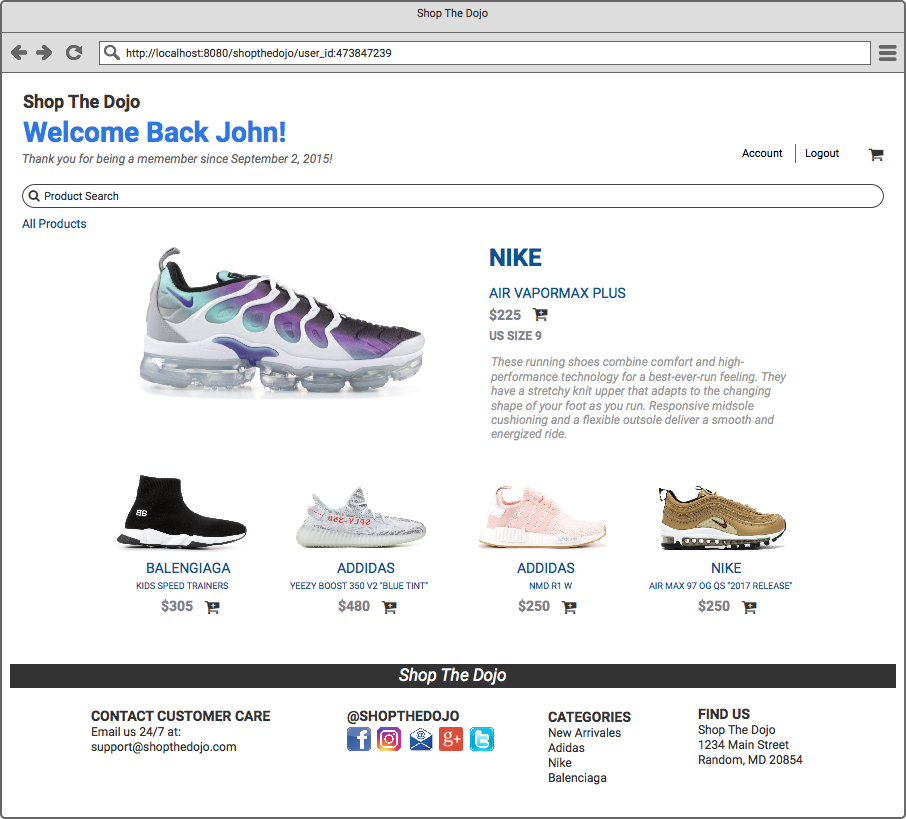 Shop The Dojo
http://localhost:8080/shopthedojo/user_id:473847239
Shop The Dojo
Welcome Back John!
Thank you for being a memember since September 2, 2015!
Account
Logout
Product Search
All Products
NIKE
AIR VAPORMAX PLUS
$225
US SIZE 9
These running shoes combine comfort and high-
performance technology for a best-ever-run feeling. They
have a stretchy knit upper that adapts to the changing
shape of your foot as you run. Responsive midsole
cushioning and a flexible outsole deliver a smooth and
energized ride.
BALENGIAGA
KIDS SPEED TRAINERS
$305
ADDIDAS
YEEZY BOOST 350 V2 "BLUE TINT"
$480
ADDIDAS
NMD R1 W
$250
NIKE
AIR MAX 97 OG QS "2017 RELEASE"
$250
Shop The Dojo
CONTACT CUSTOMER CARE
Email us 24/7 at:
support@shopthedojo.com
@SHOPTHEDOJO
CATEGORIES
New Arrivales
Adidas
Nike
Balenciaga
FIND US
Shop The Dojo
1234 Main Street
Random, MD 20854